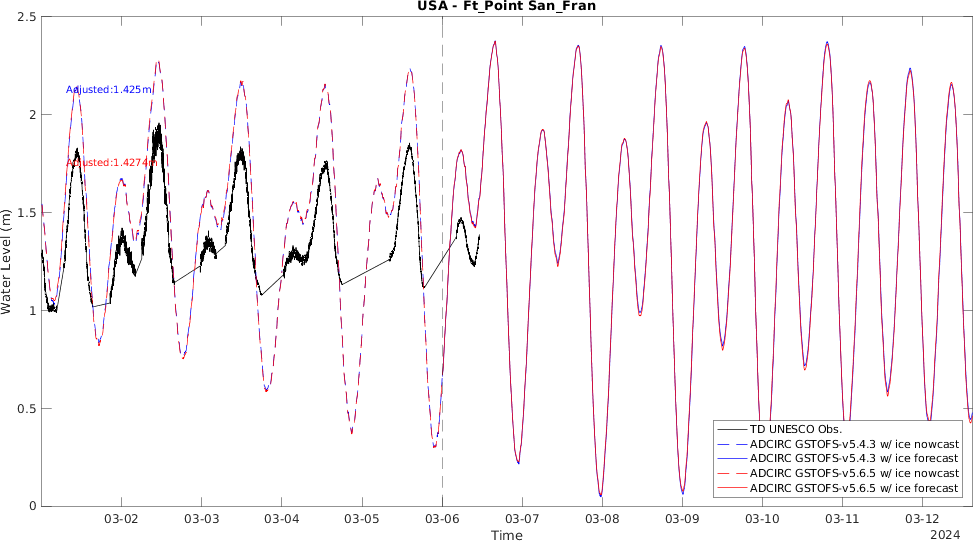 USA - Ft_Point San_Fran
2.5
2
1.5
1
0.5
0
Water Level (m)
Adjusted:1.425m
Adjusted:1.4274m
TD UNESCO Obs.
ADCIRC GSTOFS-v5.4.3 w/ ice nowcast
ADCIRC GSTOFS-v5.4.3 w/ ice forecast
ADCIRC GSTOFS-v5.6.5 w/ ice nowcast
ADCIRC GSTOFS-v5.6.5 w/ ice forecast
03-02 03-03 03-04 03-05 03-06 03-07 03-08 03-09 03-10 03-11 03-12
Time
2024